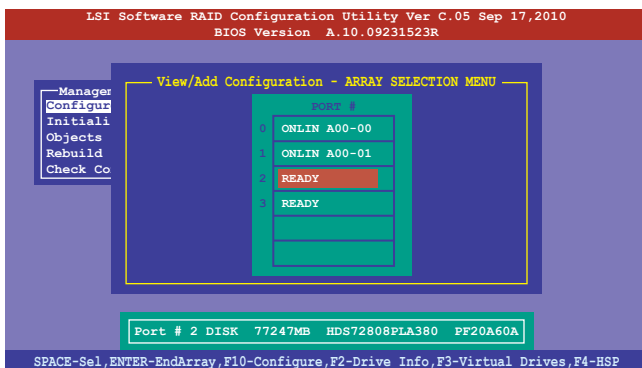 LSI Software RAID Configuration Utility Ver C.05 Sep 17,2010
BIOS Version A.10.09231523R
View/Add Configuration - ARRAY SELECTION MENU
Managem
Configur
Initiali
Objects
Rebuild
Check Co
PORT #
0 ONLIN A00-00
1 ONLIN A00-01
2 READY
3 READY
Port # 2 DISK 77247MB HDS72808PLA380 PF20A60A
SPACE-Sel,ENTER-EndArray,F10-Configure,F2-Drive Info,F3-Virtual Drives,F4-HSP